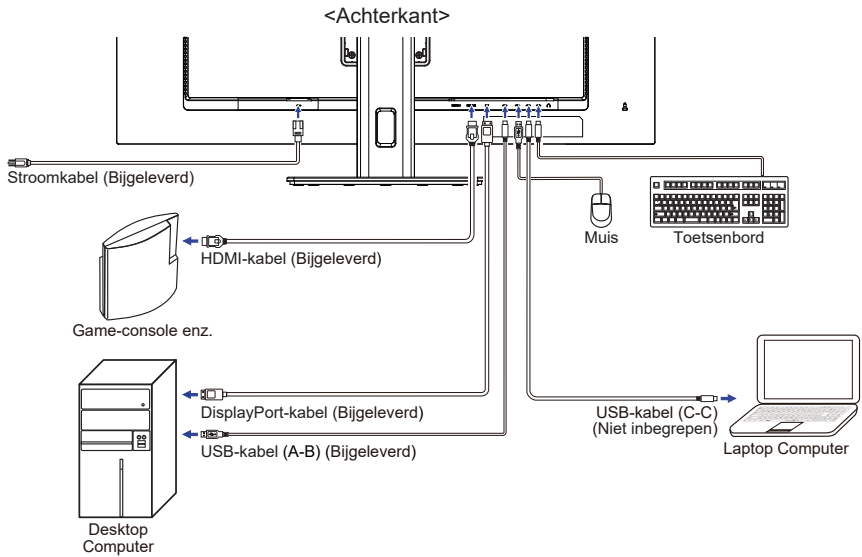 <Achterkant>
Stroomkabel (Bijgeleverd)
Muis
Toetsenbord
HDMI-kabel (Bijgeleverd)
Game-console enz.
DisplayPort-kabel (Bijgeleverd)
USB-kabel (C-C)
(Niet inbegrepen)
Laptop Computer
USB-kabel (A-B) (Bijgeleverd)
Desktop
Computer